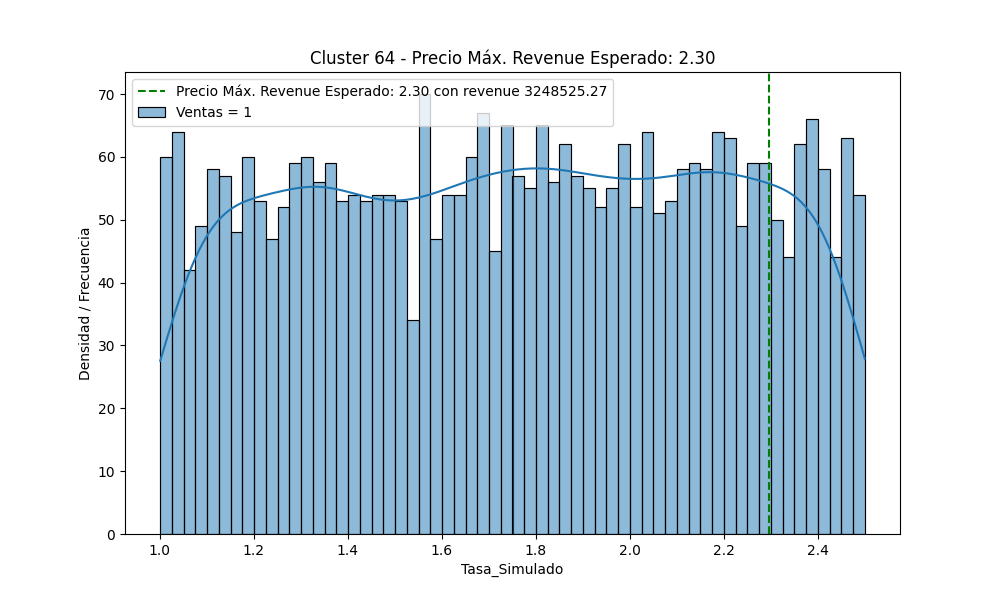 Cluster 64 - Precio Máx. Revenue Esperado: 2.30
Precio Máx. Revenue Esperado: 2.30 con revenue 3248525.27
Ventas = 1
Densidad / Frecuencia
70
60
50
40
30
20
10
0
1.0 1.2 1.4 1.6 1.8 2.0 2.2 2.4
Tasa_Simulado